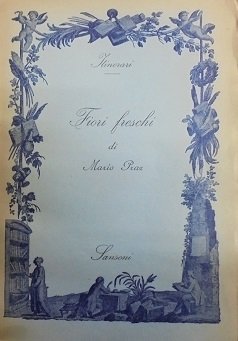 Itinerari
Fiori freschi
di
Mario Praz
Sansoni